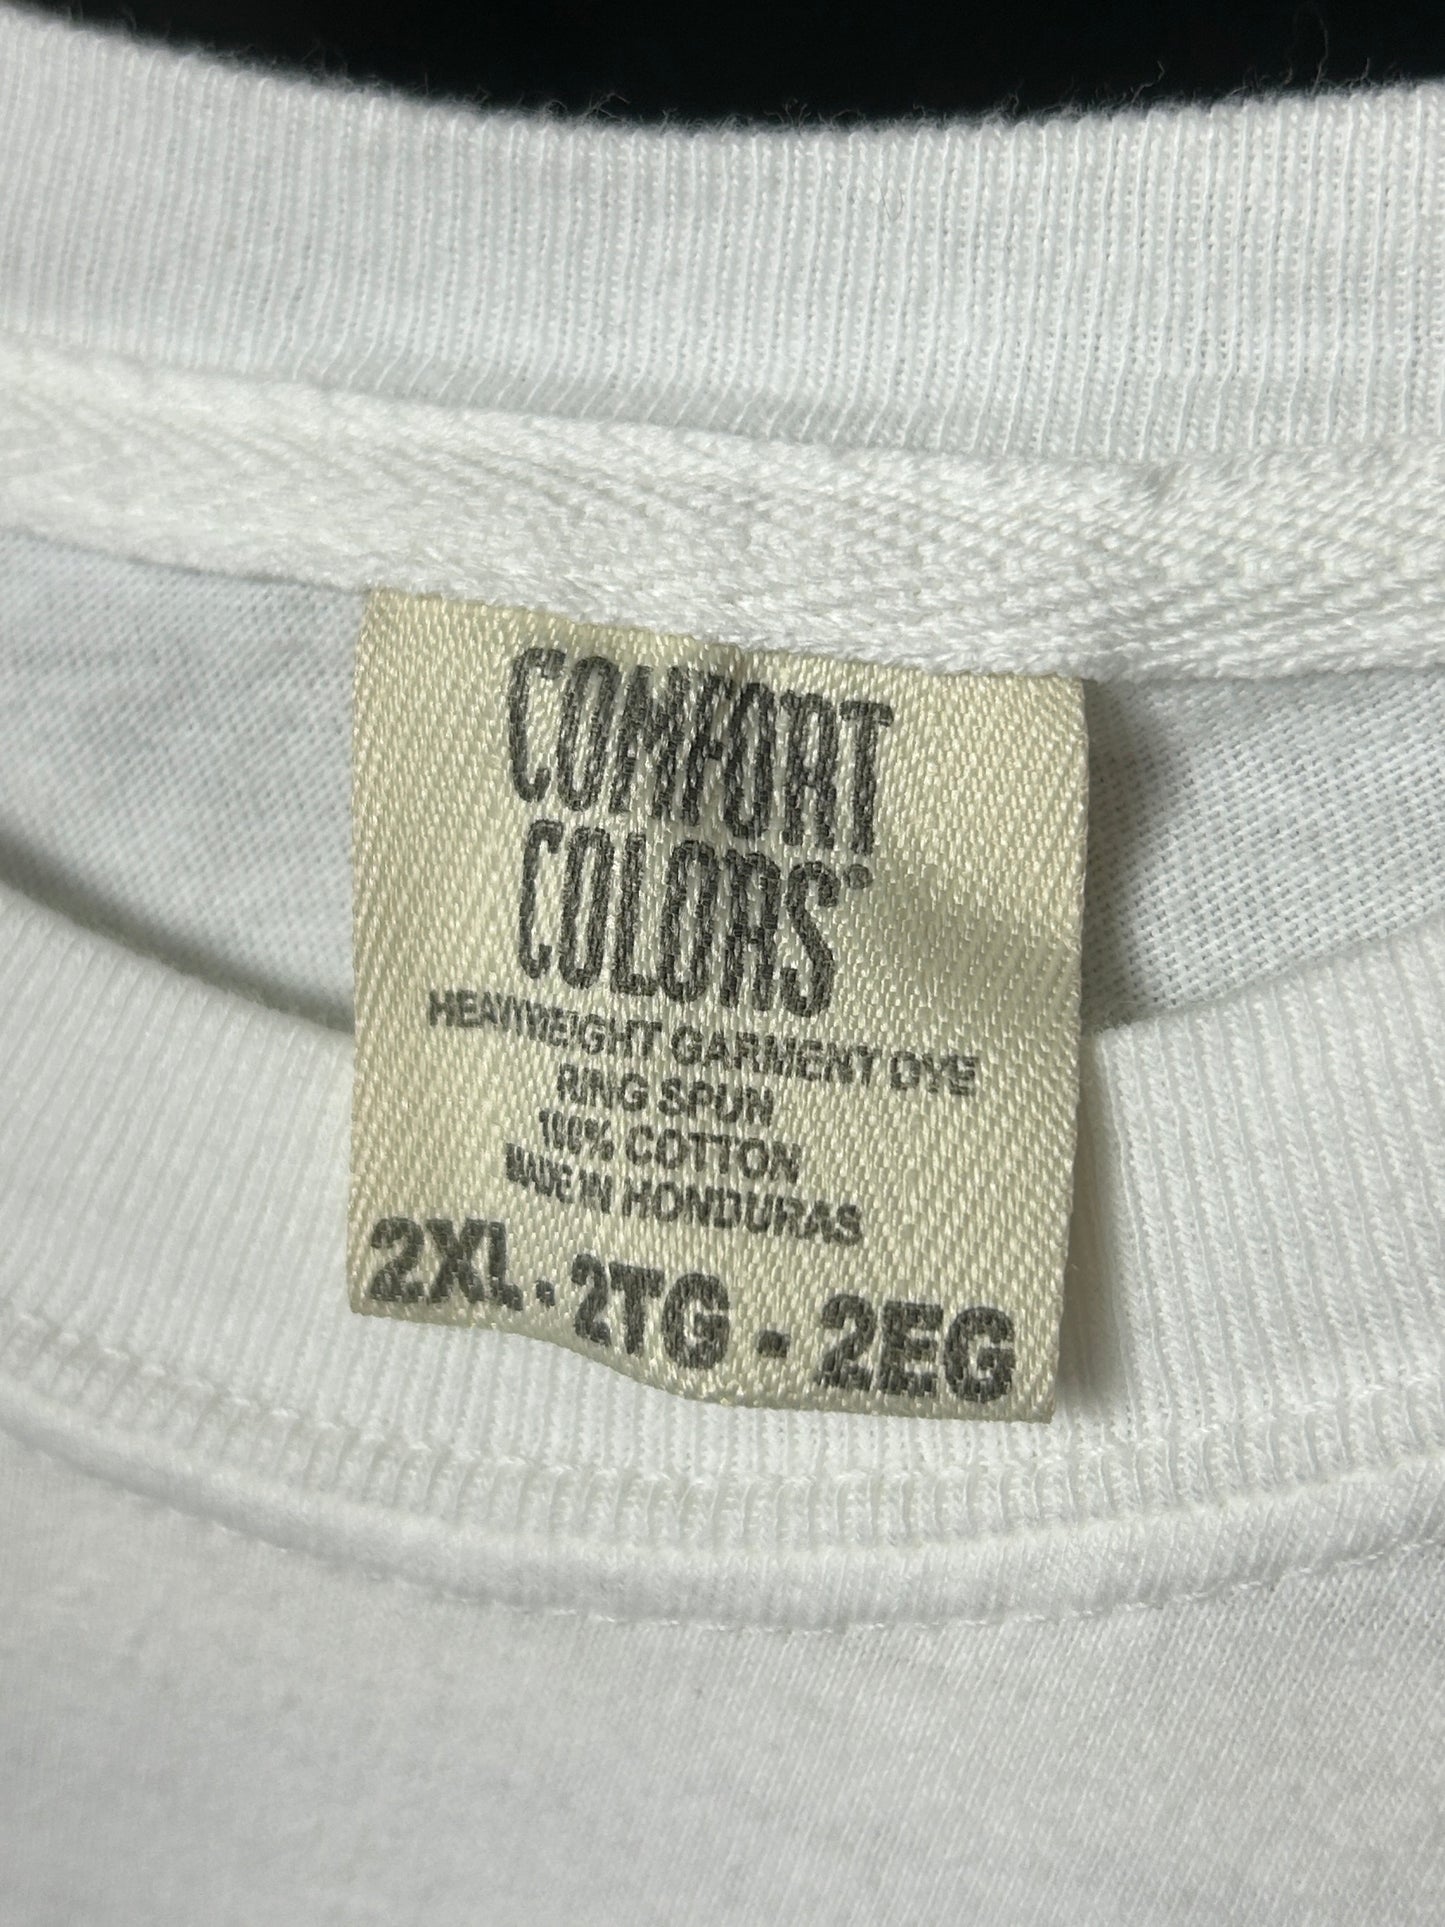 COMFORT
COLORS®
HEAVYWEIGHT GARMENT DYE
RING SPUN
100% COTTON
MADE IN HONDURAS
2XL · 2TG · 2EG